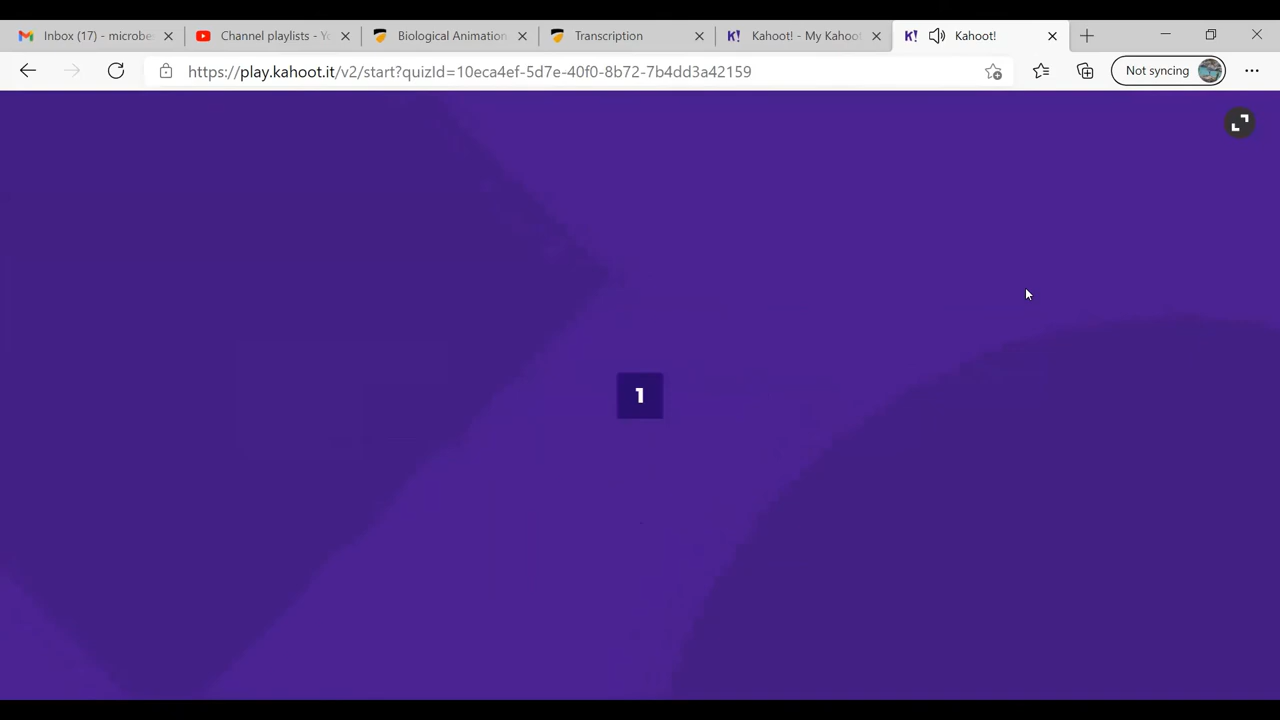 Inbox (17) - microbe
Channel playlists - Yo
Biological Animation
Transcription
K! Kahoot! - My Kahoot
K! Kahoot!
https://play.kahoot.it/v2/start?quizId=10eca4ef-5d7e-40f0-8b72-7b4dd3a42159
Not syncing
1